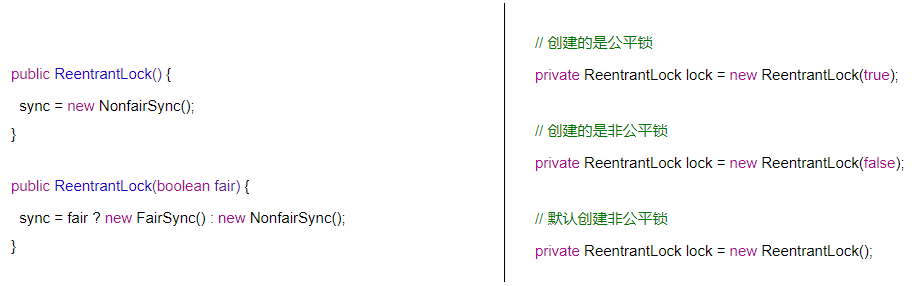 public ReentrantLock() {
sync = new NonfairSync();
}
public ReentrantLock(boolean fair) {
sync = fair ? new FairSync() : new NonfairSync();
}
// 创建的是公平锁
private ReentrantLock lock = new ReentrantLock(true);
// 创建的是非公平锁
private ReentrantLock lock = new ReentrantLock(false);
// 默认创建非公平锁
private ReentrantLock lock = new ReentrantLock();